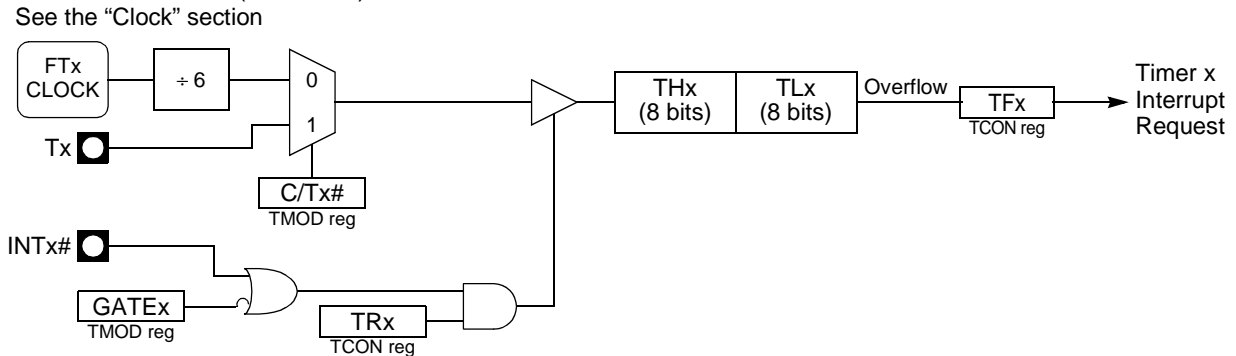 See the “Clock” section
FTx
CLOCK
÷ 6
0
1
Tx
C/Tx#
TMOD reg
THx
(8 bits)
TLx
(8 bits)
Overflow
TFx
TCON reg
Timer x
Interrupt
Request
INTx#
GATEx
TMOD reg
TRx
TCON reg